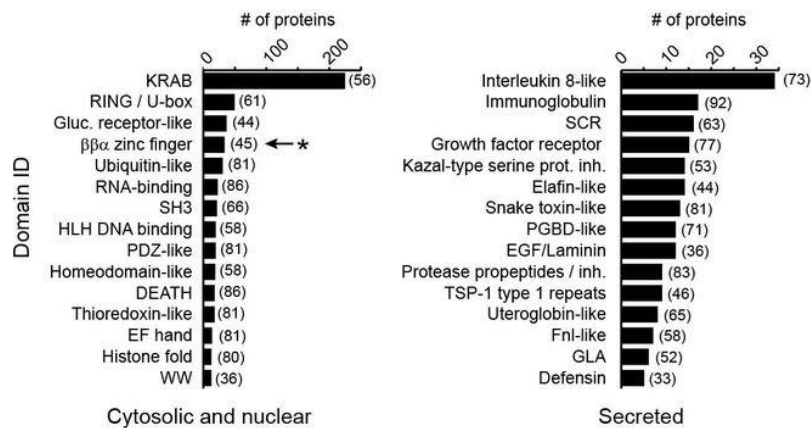 # of proteins
0
100
200
Domain ID
KRAB (56)
RING / U-box (61)
Gluc. receptor-like (44)
ββα zinc finger (45) ← *
Ubiquitin-like (81)
RNA-binding (86)
SH3 (66)
HLH DNA binding (58)
PDZ-like (81)
Homeodomain-like (58)
DEATH (86)
Thioredoxin-like (81)
EF hand (81)
Histone fold (80)
WW (36)
Cytosolic and nuclear
# of proteins
0
10
20
30
Interleukin 8-like (73)
Immunoglobulin (92)
SCR (63)
Growth factor receptor (77)
Kazal-type serine prot. inh. (53)
Elafin-like (44)
Snake toxin-like (81)
PGBD-like (71)
EGF/Laminin (36)
Protease propeptides / inh. (83)
TSP-1 type 1 repeats (46)
Uteroglobin-like (65)
FnI-like (58)
GLA (52)
Defensin (33)
Secreted